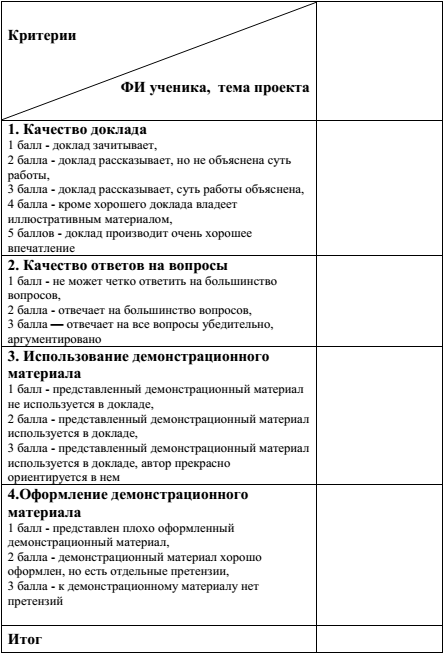 Критерии
ФИ ученика, тема проекта
1. Качество доклада
1 балл - доклад зачитывает,
2 балла - доклад рассказывает, но не объяснена суть
работы,
3 балла - доклад рассказывает, суть работы объяснена,
4 балла - кроме хорошего доклада владеет
иллюстративным материалом,
5 баллов - доклад производит очень хорошее
впечатление
2. Качество ответов на вопросы
1 балл - не может четко ответить на большинство
вопросов,
2 балла - отвечает на большинство вопросов,
3 балла — отвечает на все вопросы убедительно,
аргументировано
3. Использование демонстрационного
материала
1 балл - представленный демонстрационный материал
не используется в докладе,
2 балла - представленный демонстрационный материал
используется в докладе,
3 балла - представленный демонстрационный материал
используется в докладе, автор прекрасно
ориентируется в нем
4.Оформление демонстрационного
материала
1 балл - представлен плохо оформленный
демонстрационный материал,
2 балла - демонстрационный материал хорошо
оформлен, но есть отдельные претензии,
3 балла - к демонстрационному материалу нет
претензий
Итог